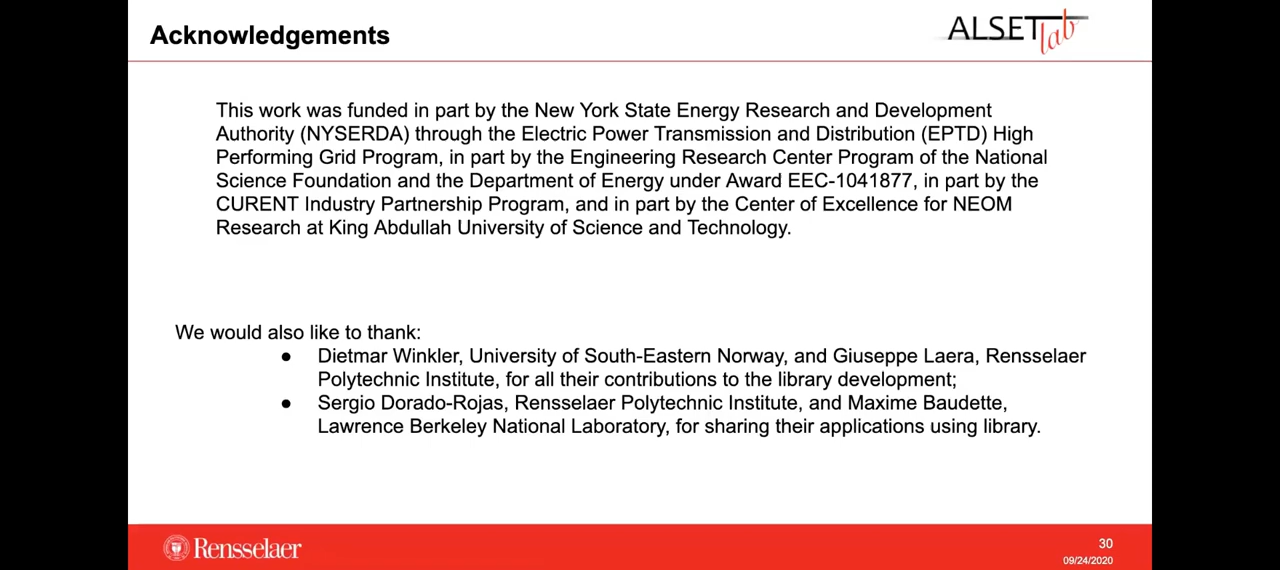 Acknowledgements
ALSETLab
This work was funded in part by the New York State Energy Research and Development
Authority (NYSERDA) through the Electric Power Transmission and Distribution (EPTD) High
Performing Grid Program, in part by the Engineering Research Center Program of the National
Science Foundation and the Department of Energy under Award EEC-1041877, in part by the
CURENT Industry Partnership Program, and in part by the Center of Excellence for NEOM
Research at King Abdullah University of Science and Technology.
We would also like to thank:
● Dietmar Winkler, University of South-Eastern Norway, and Giuseppe Laera, Rensselaer
Polytechnic Institute, for all their contributions to the library development;
● Sergio Dorado-Rojas, Rensselaer Polytechnic Institute, and Maxime Baudette,
Lawrence Berkeley National Laboratory, for sharing their applications using library.
Rensselaer
30
09/24/2020